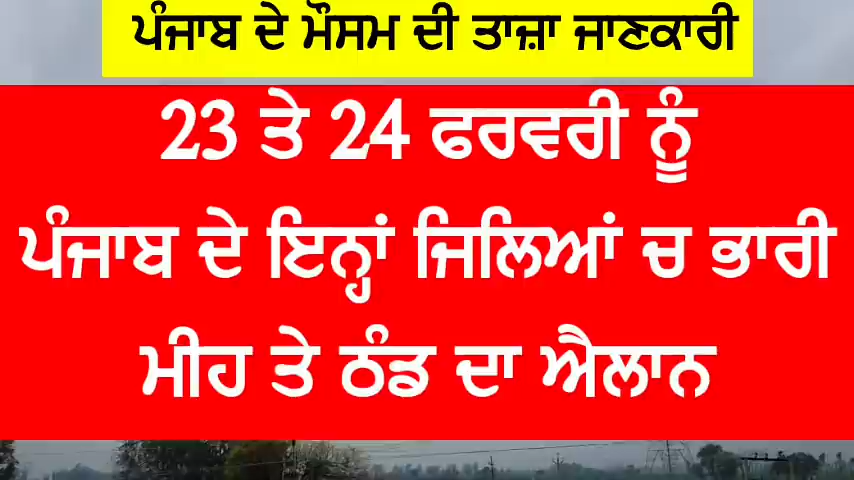 ਪੰਜਾਬ ਦੇ ਮੌਸਮ ਦੀ ਤਾਜ਼ਾ ਜਾਣਕਾਰੀ
23 ਤੇ 24 ਫਰਵਰੀ ਨੂੰ
ਪੰਜਾਬ ਦੇ ਇਨ੍ਹਾਂ ਜਿਲਿਆਂ ਚ ਭਾਰੀ
ਮੀਹ ਤੇ ਠੰਡ ਦਾ ਐਲਾਨ